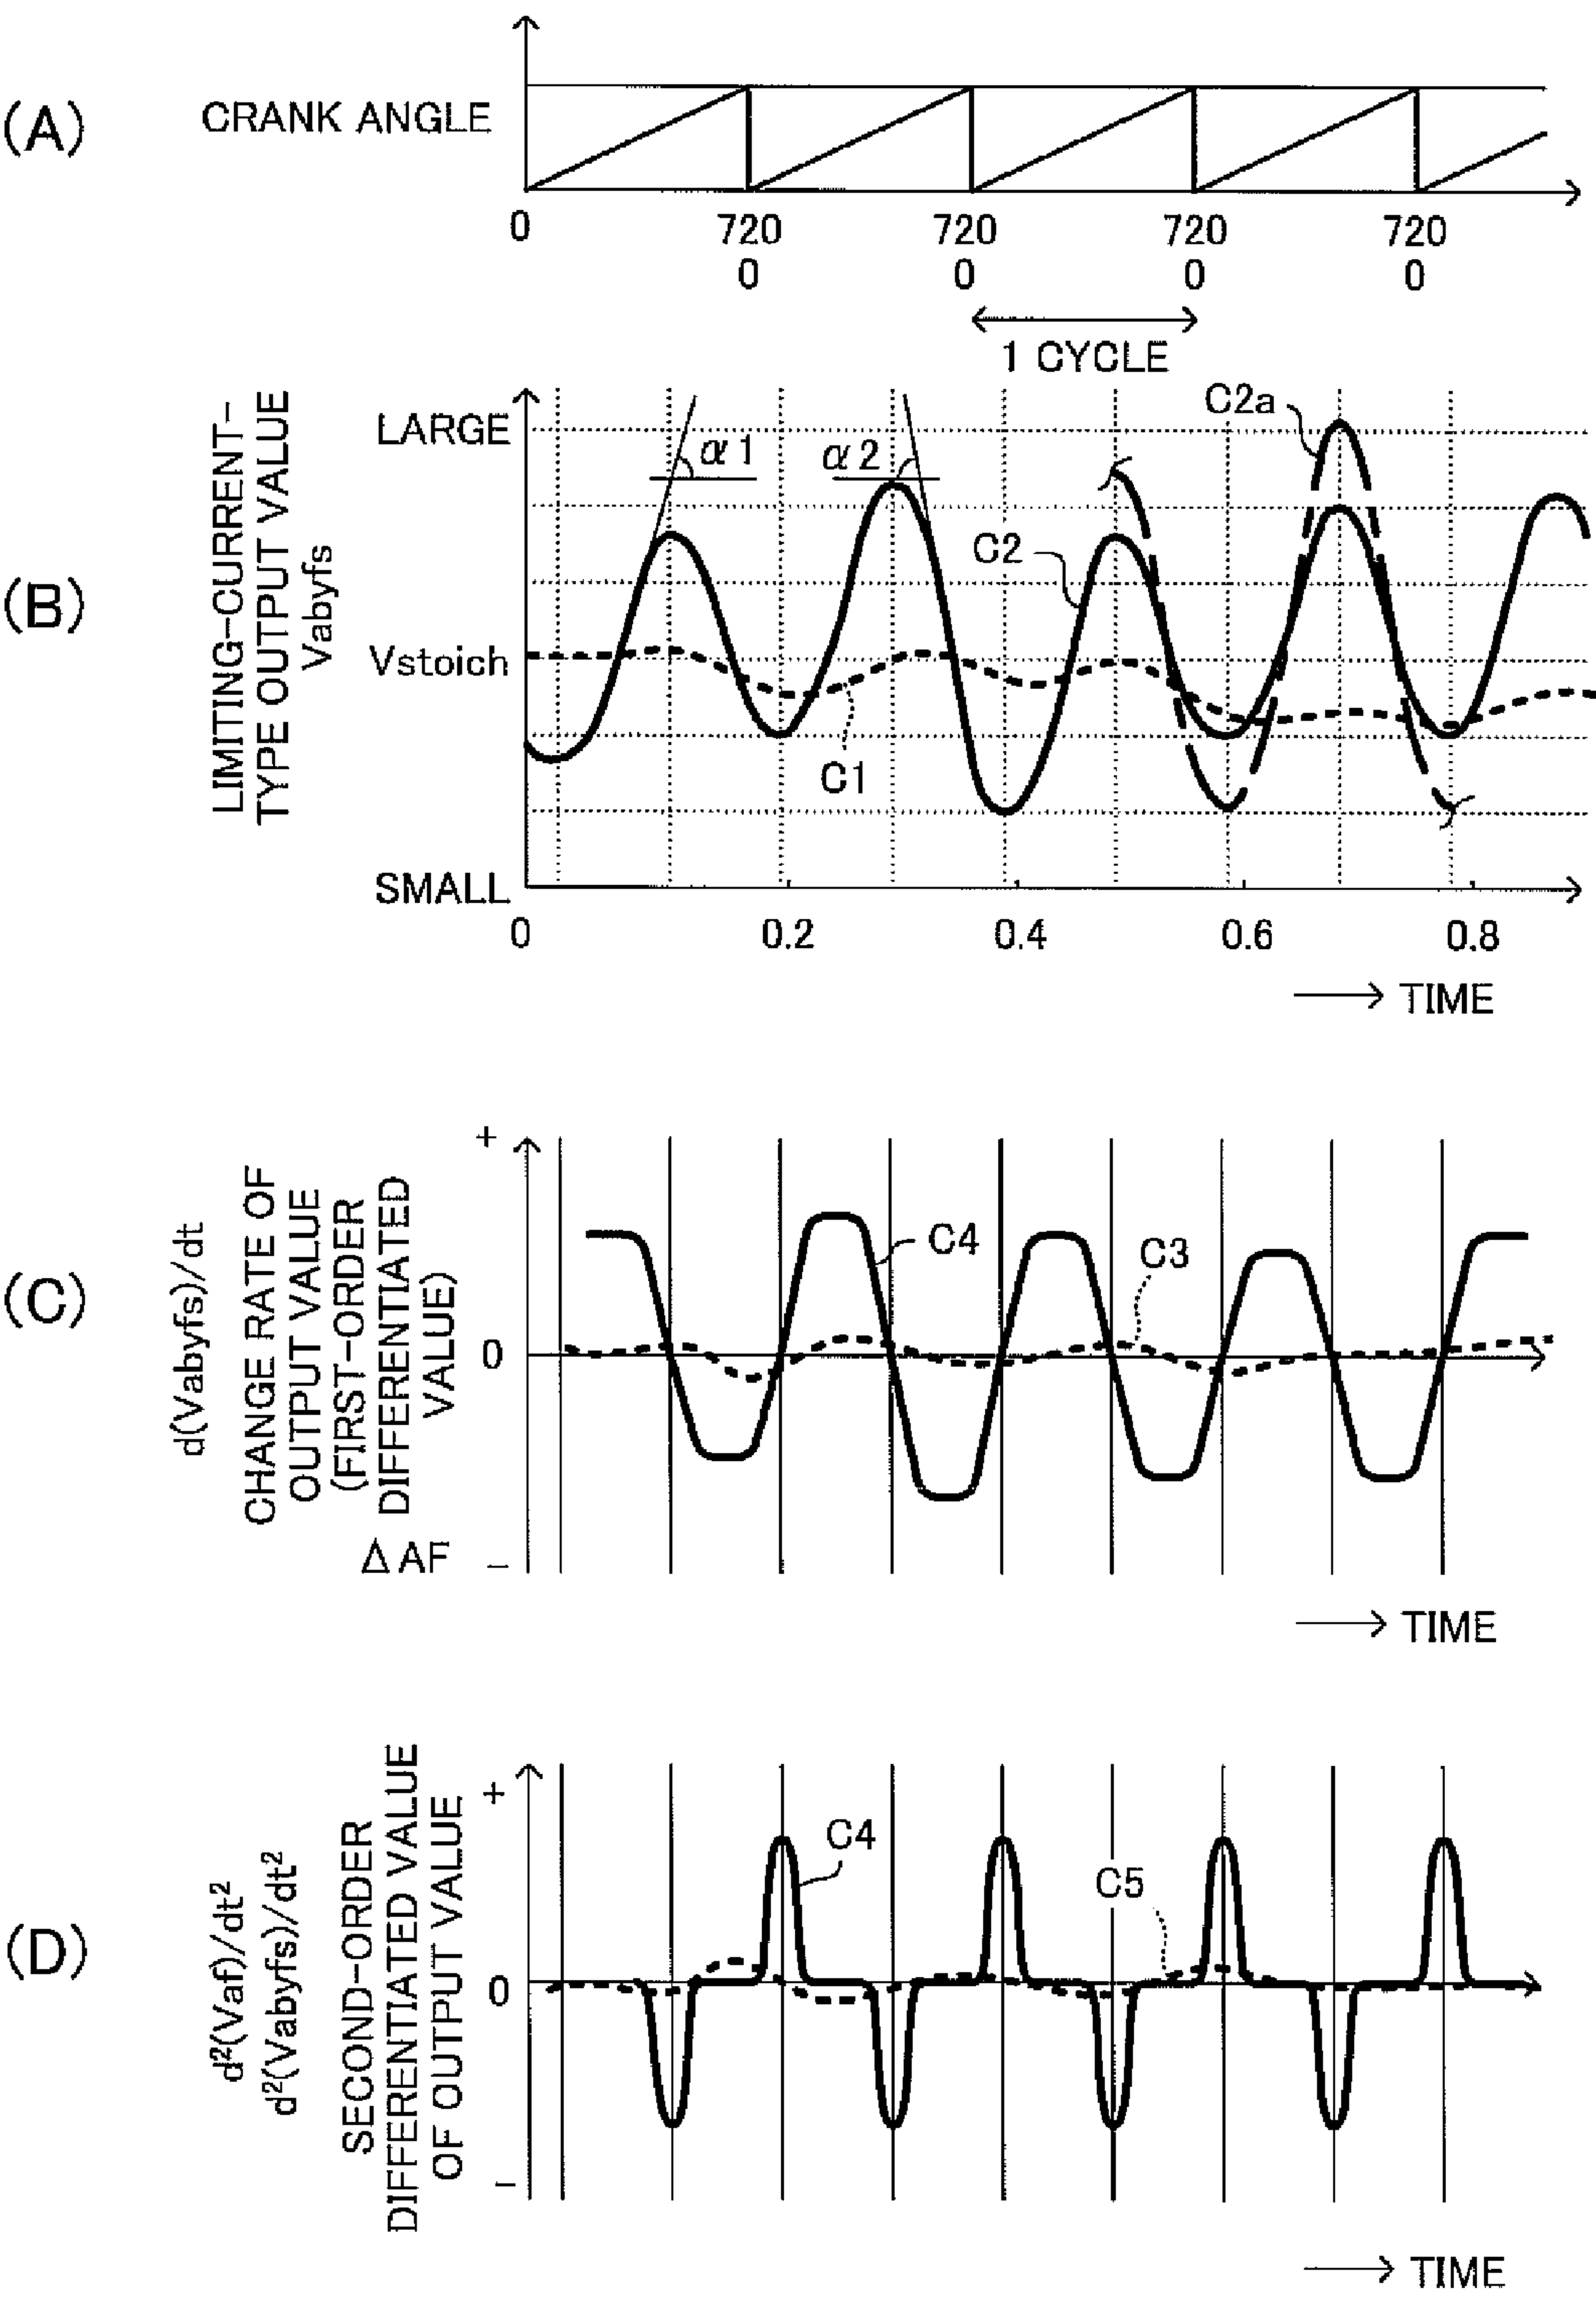 (A)
CRANK ANGLE
0
720
720
720
720
0
0
0
0
1 CYCLE
(B)
LIMITING-CURRENT-
TYPE OUTPUT VALUE
Vabyfs
LARGE
Vstoich
SMALL
α1
α2
C2a
C2
C1
0
0.2
0.4
0.6
0.8
TIME
(C)
d(Vabyfs)/dt
CHANGE RATE OF
OUTPUT VALUE
(FIRST-ORDER
DIFFERENTIATED
VALUE)
ΔAF
+
0
-
C4
C3
TIME
(D)
d²(Vaf)/dt²
d²(Vabyfs)/dt²
SECOND-ORDER
DIFFERENTIATED VALUE
OF OUTPUT VALUE
+
0
-
C4
C5
TIME